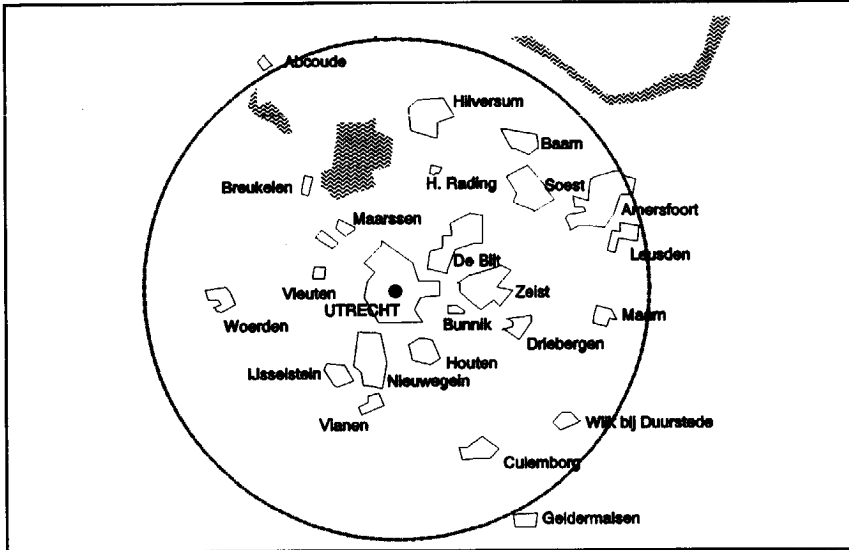 Abcoude
Hilversum
Baarn
Breukelen
H. Rading
Soest
Amersfoort
Maarssen
Leusden
De Bilt
Vleuten
Zeist
UTRECHT
Woerden
Bunnik
Maarn
Driebergen
Houten
IJsselstein
Nieuwegein
Vianen
Wijk bij Duurstede
Culemborg
Geldermalsen